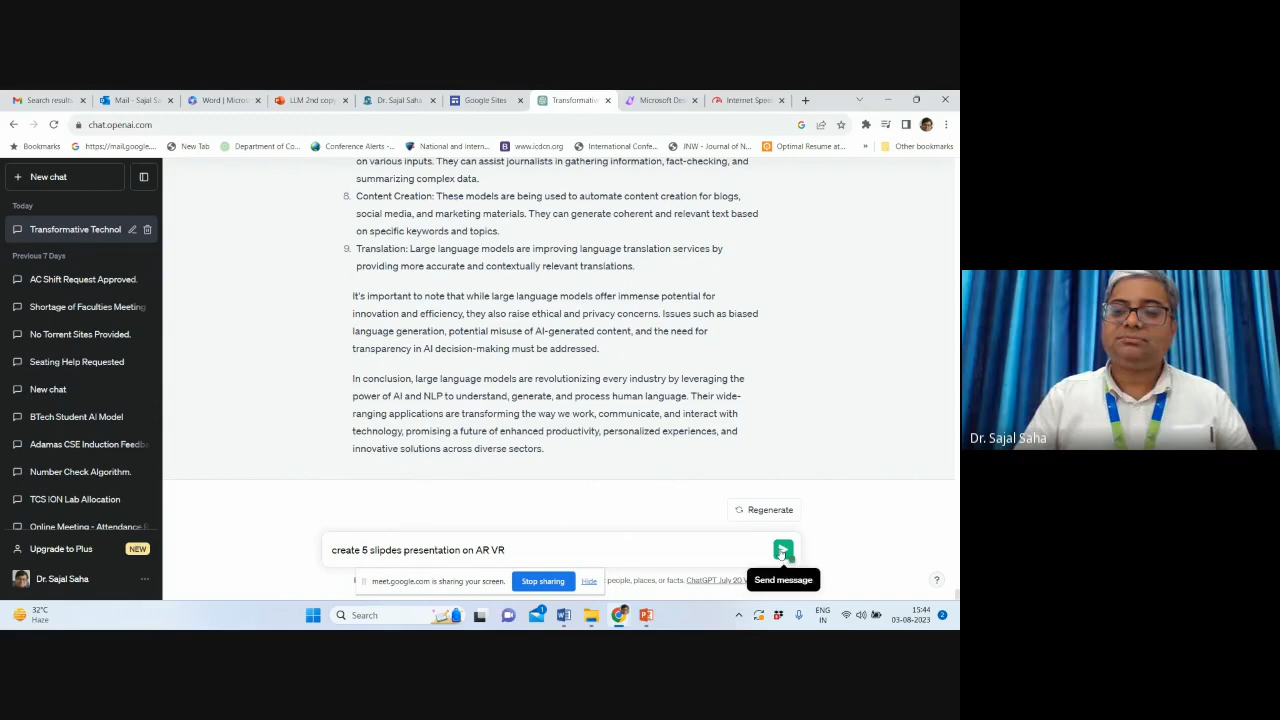 Search results
Mail - Sajal Sa
Word | Micros
LLM 2nd copy
Dr. Sajal Saha
Google Sites
Transformativ
Microsoft Des
Internet Spee
chat.openai.com
Bookmarks
https://mail.google....
New Tab
Department of Co...
Conference Alerts -...
National and Intern...
www.icdcn.org
International Confe...
JNW - Journal of N...
Optimal Resume at...
»
Other bookmarks
+ New chat
Today
Transformative Technol
Previous 7 Days
AC Shift Request Approved.
Shortage of Faculties Meeting
No Torrent Sites Provided.
Seating Help Requested
New chat
BTech Student AI Model
Adamas CSE Induction Feedb
Number Check Algorithm.
TCS ION Lab Allocation
Online Meeting - Attendance
Upgrade to Plus NEW
Dr. Sajal Saha ...
on various inputs. They can assist journalists in gathering information, fact-checking, and
summarizing complex data.
8. Content Creation: These models are being used to automate content creation for blogs,
social media, and marketing materials. They can generate coherent and relevant text based
on specific keywords and topics.
9. Translation: Large language models are improving language translation services by
providing more accurate and contextually relevant translations.
It's important to note that while large language models offer immense potential for
innovation and efficiency, they also raise ethical and privacy concerns. Issues such as biased
language generation, potential misuse of AI-generated content, and the need for
transparency in AI decision-making must be addressed.
In conclusion, large language models are revolutionizing every industry by leveraging the
power of AI and NLP to understand, generate, and process human language. Their wide-
ranging applications are transforming the way we work, communicate, and interact with
technology, promising a future of enhanced productivity, personalized experiences, and
innovative solutions across diverse sectors.
Regenerate
create 5 slipdes presentation on AR VR
meet.google.com is sharing your screen. Stop sharing Hide
people, places, or facts. ChatGPT July 20 V
Send message
?
32°C
Haze
Search
1
ENG
IN
15:44
03-08-2023
2
Dr. Sajal Saha